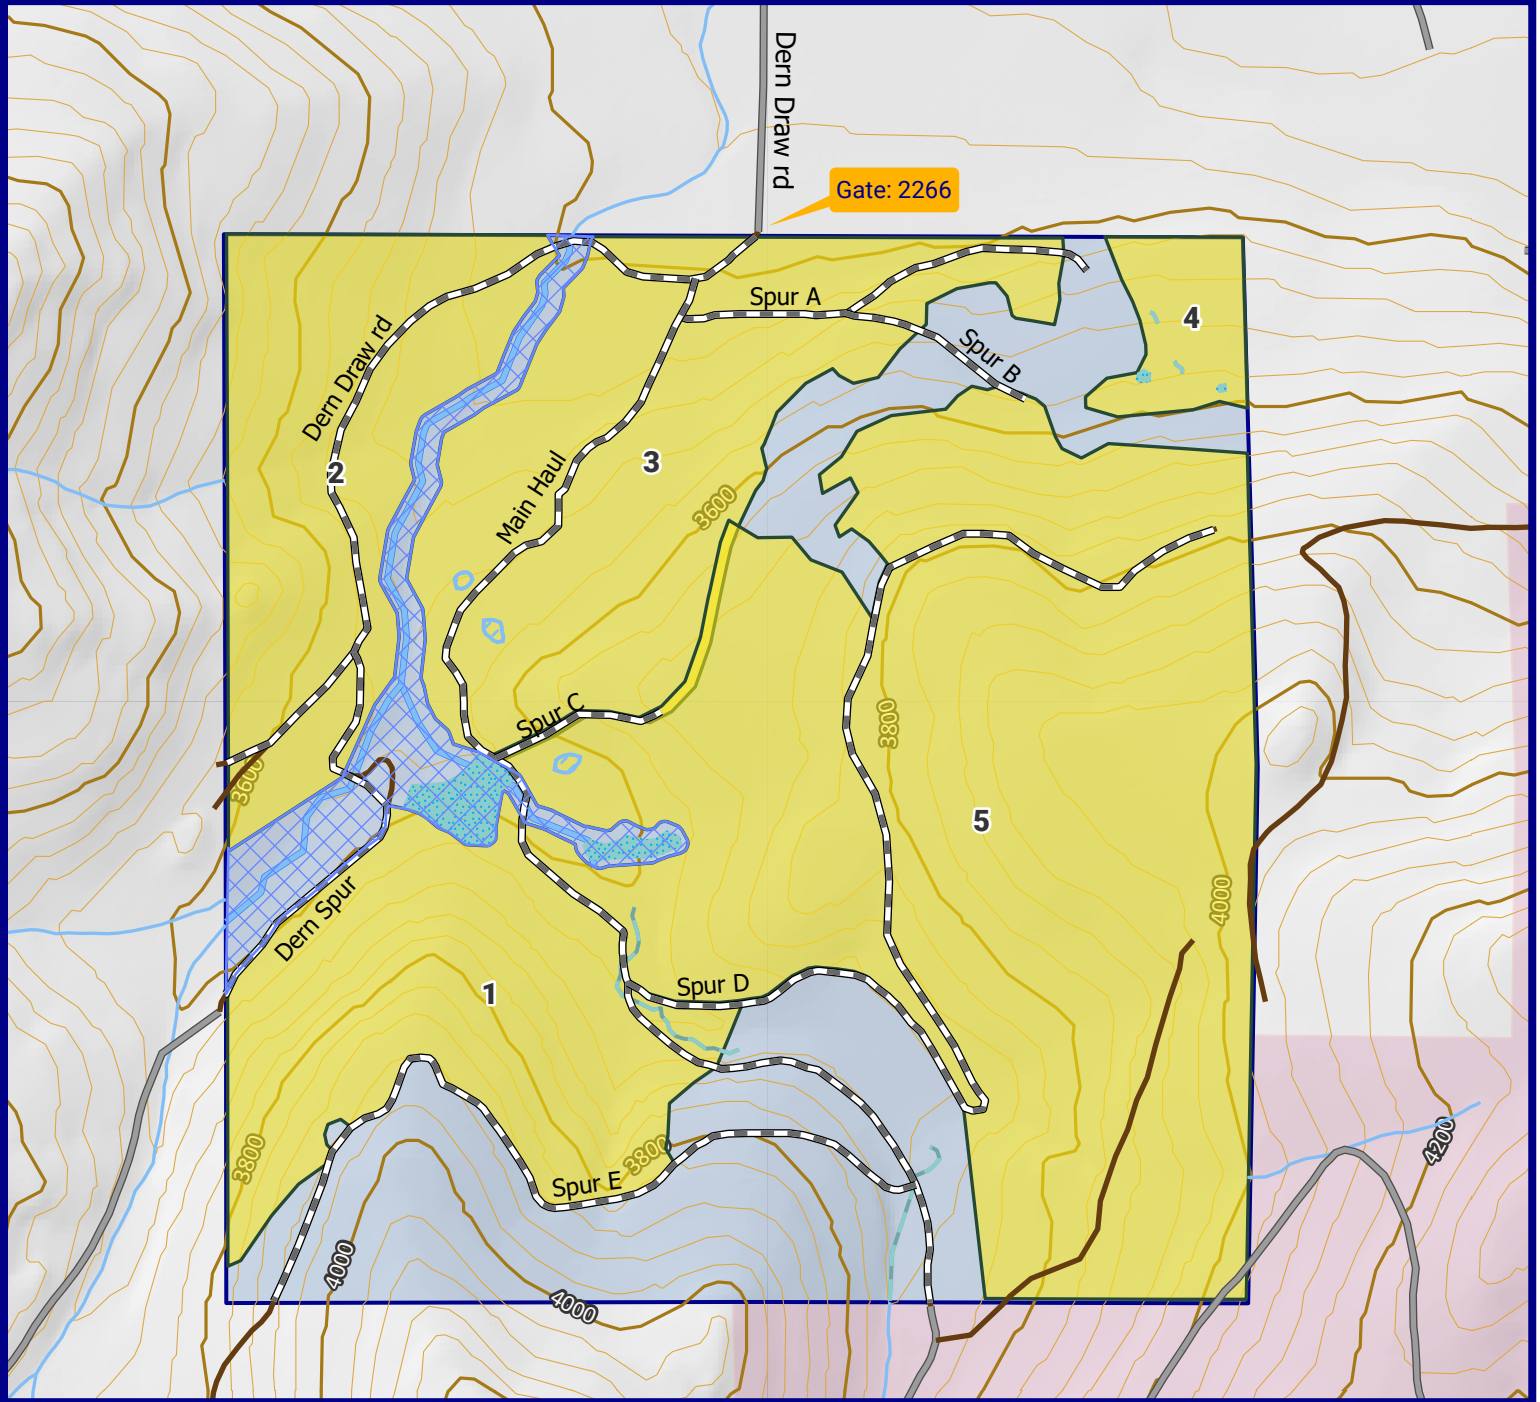 Dern Draw rd
Gate: 2266
Spur A
4
Spur B
Dern Draw rd
2
3
Main Haul
3600
Spur C
3800
3600
5
4000
Dern Spur
Spur D
1
3800
3800
4200
Spur E
4000
4000